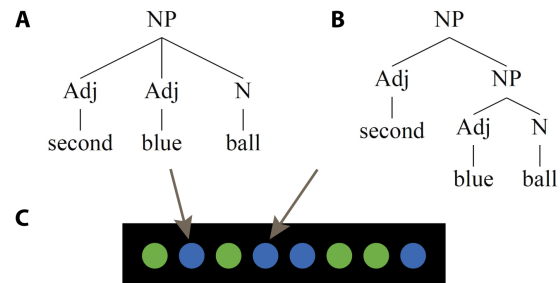 A
NP
Adj Adj N
second blue ball
B
NP
Adj NP
second Adj N
blue ball
C